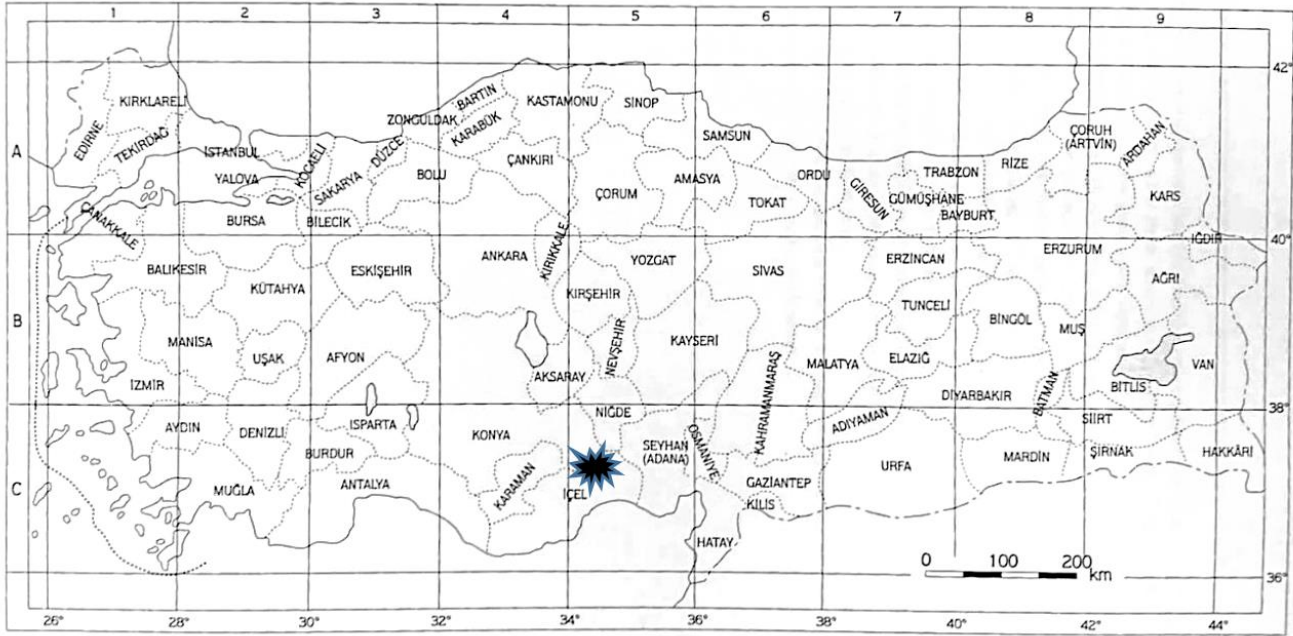 1 2 3 4 5 6 7 8 9
42°
KIRKLARELİ
EDİRNE
TEKİRDAĞ
BARTIN
KASTAMONU
SİNOP
ZONGULDAK
KARABÜK
SAMSUN
ÇORUH
(ARTVİN)
ARDAHAN
A
İSTANBUL
KOCAELİ
DÜZCE
ÇANKIRI
RİZE
TRABZON
YALOVA
SAKARYA
BOLU
AMASYA
ORDU
GİRESUN
GÜMÜŞHANE
KARS
ÇORUM
TOKAT
BAYBURT
ÇANAKKALE
BURSA
BİLECİK
40°
IĞDIR
ERZURUM
ANKARA
KIRIKKALE
YOZGAT
SİVAS
ERZİNCAN
BALIKESİR
ESKİŞEHİR
AĞRI
KÜTAHYA
KIRŞEHİR
TUNCELİ
BİNGÖL
MUŞ
B
MANİSA
UŞAK
AFYON
NEVŞEHİR
KAYSERİ
MALATYA
ELAZIĞ
VAN
İZMİR
AKSARAY
KAHRAMANMARAŞ
DİYARBAKIR
BATMAN
BİTLİS
38°
AYDIN
DENİZLİ
ISPARTA
KONYA
NİĞDE
ADIYAMAN
SİİRT
BURDUR
SEYHAN
(ADANA)
OSMANİYE
URFA
MARDİN
ŞIRNAK
HAKKÂRİ
C
MUĞLA
ANTALYA
KARAMAN
İÇEL
GAZİANTEP
KİLİS
HATAY
0 100 200
km
36°
26° 28° 30° 32° 34° 36° 38° 40° 42° 44°